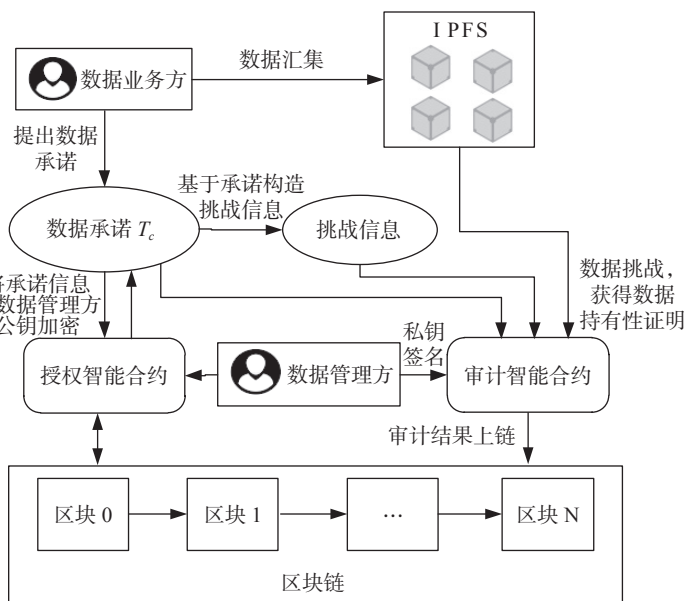 I PFS
数据业务方
数据汇集
提出数据
承诺
基于承诺构造
挑战信息
数据承诺 Tc
挑战信息
将承诺信息
数据管理方
公钥加密
数据挑战，
获得数据
持有性证明
私钥
签名
授权智能合约
数据管理方
审计智能合约
审计结果上链
区块 0
区块 1
…
区块 N
区块链